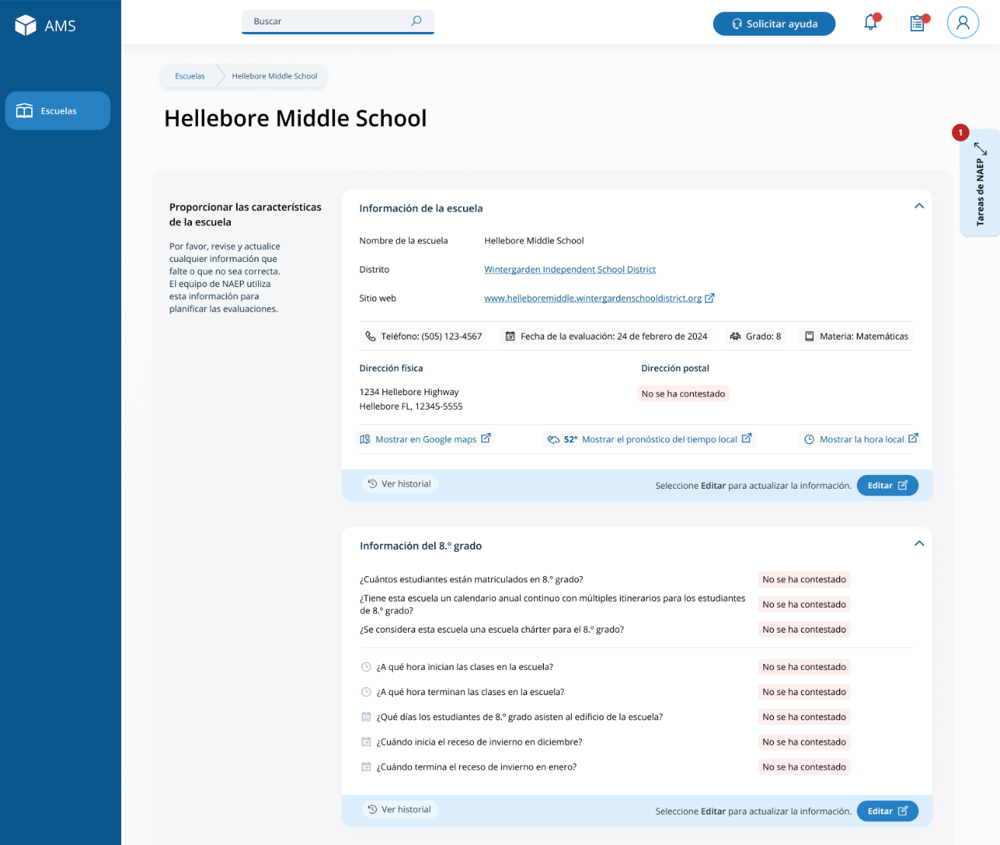 AMS
Buscar
Solicitar ayuda
Escuelas
Escuelas
Hellebore Middle School
Hellebore Middle School
1
Tareas de NAEP
Proporcionar las características
de la escuela
Por favor, revise y actualice
cualquier información que
falte o que no sea correcta.
El equipo de NAEP utiliza
esta información para
planificar las evaluaciones.
Información de la escuela
Nombre de la escuela Hellebore Middle School
Distrito Wintergarden Independent School District
Sitio web www.helleboremiddle.wintergardenschooldistrict.org
Teléfono: (505) 123-4567 Fecha de la evaluación: 24 de febrero de 2024 Grado: 8 Materia: Matemáticas
Dirección física
1234 Hellebore Highway
Hellebore FL, 12345-5555
Dirección postal
No se ha contestado
Mostrar en Google maps 52° Mostrar el pronóstico del tiempo local Mostrar la hora local
Ver historial Seleccione Editar para actualizar la información. Editar
Información del 8.º grado
¿Cuántos estudiantes están matriculados en 8.º grado? No se ha contestado
¿Tiene esta escuela un calendario anual continuo con múltiples itinerarios para los estudiantes
de 8.º grado? No se ha contestado
¿Se considera esta escuela una escuela chárter para el 8.º grado? No se ha contestado
¿A qué hora inician las clases en la escuela? No se ha contestado
¿A qué hora terminan las clases en la escuela? No se ha contestado
¿Qué días los estudiantes de 8.º grado asisten al edificio de la escuela? No se ha contestado
¿Cuándo inicia el receso de invierno en diciembre? No se ha contestado
¿Cuándo termina el receso de invierno en enero? No se ha contestado
Ver historial Seleccione Editar para actualizar la información. Editar